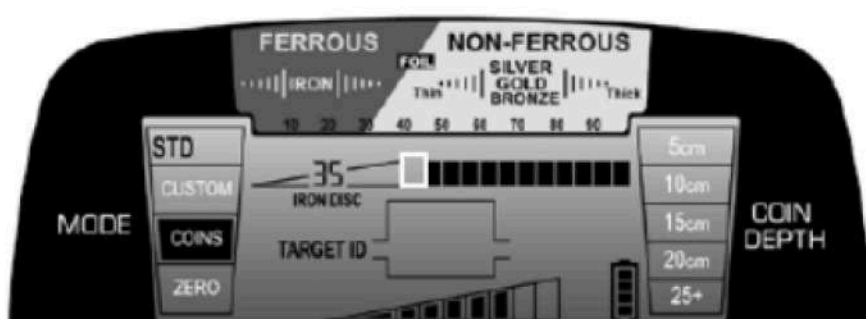 FERROUS NON-FERROUS
FOIL
IRON
Thin SILVER Thick
GOLD
BRONZE
10 20 30 40 50 60 70 80 90
STD
CUSTOM
COINS
ZERO
MODE
35
IRON DISC
TARGET ID
5cm
10cm
15cm
20cm
25+
COIN
DEPTH